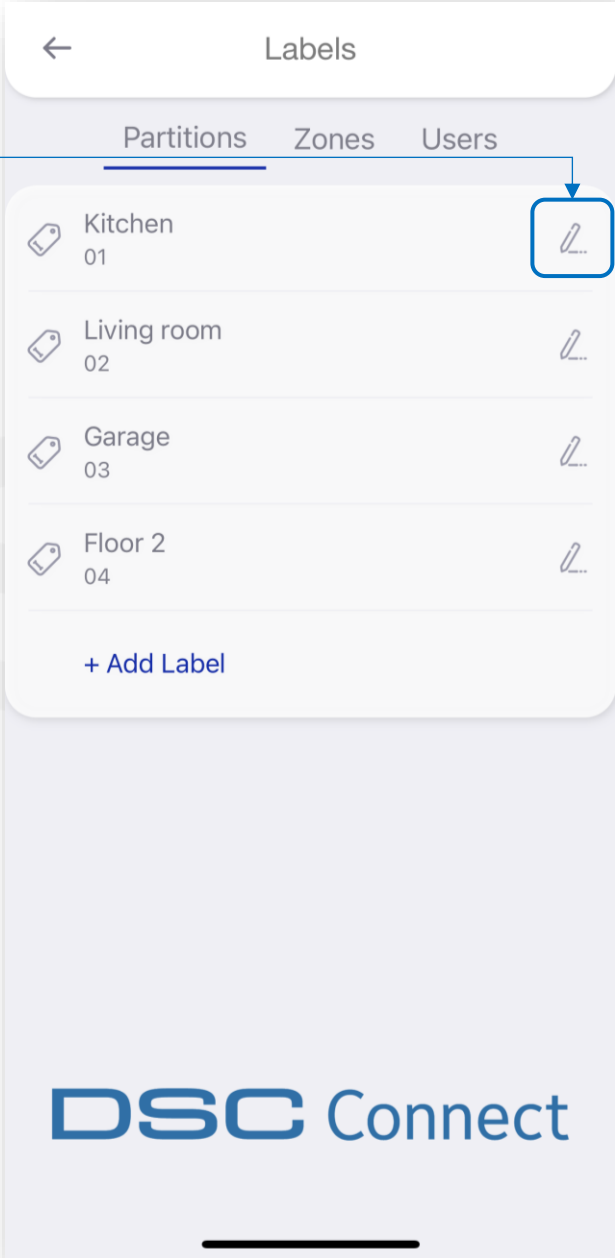 Labels
Partitions Zones Users
Kitchen
01
Living room
02
Garage
03
Floor 2
04
+ Add Label
DSC Connect